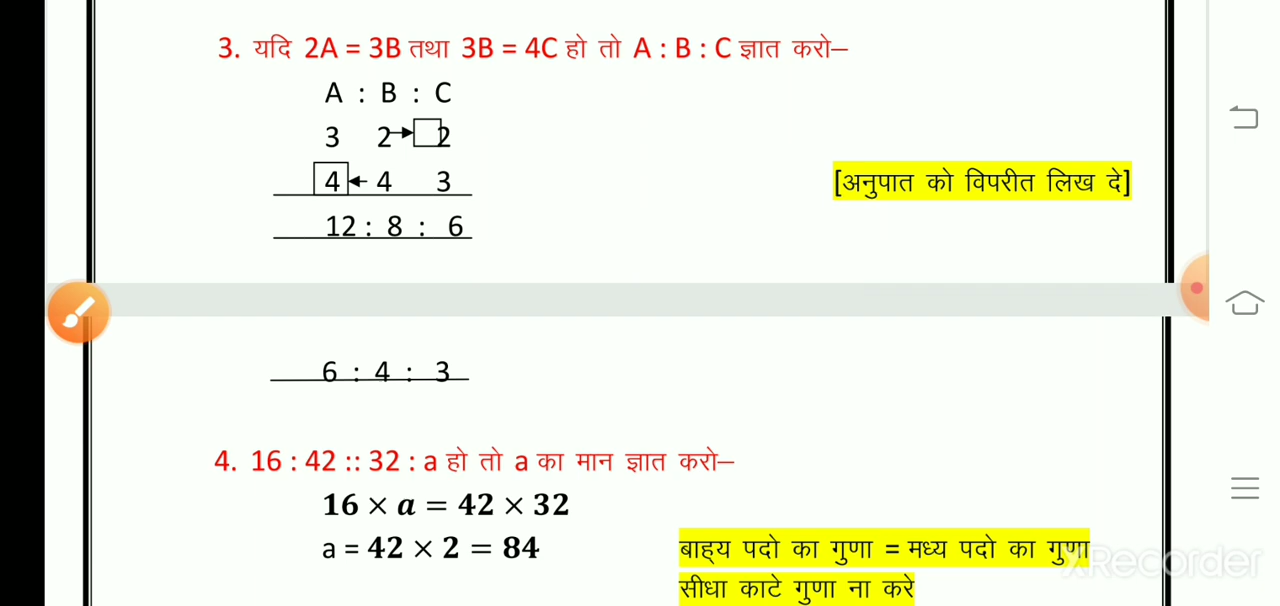 3. यदि 2A = 3B तथा 3B = 4C हो तो A : B : C ज्ञात करो–
A : B : C
3 2→ 2
4 ← 4 3
[अनुपात को विपरीत लिख दे]
12 : 8 : 6
6 : 4 : 3
4. 16 : 42 :: 32 : a हो तो a का मान ज्ञात करो–
16 × a = 42 × 32
a = 42 × 2 = 84
बाह्य पदो का गुणा = मध्य पदो का गुणा
सीधा काटे गुणा ना करे
XRecorder